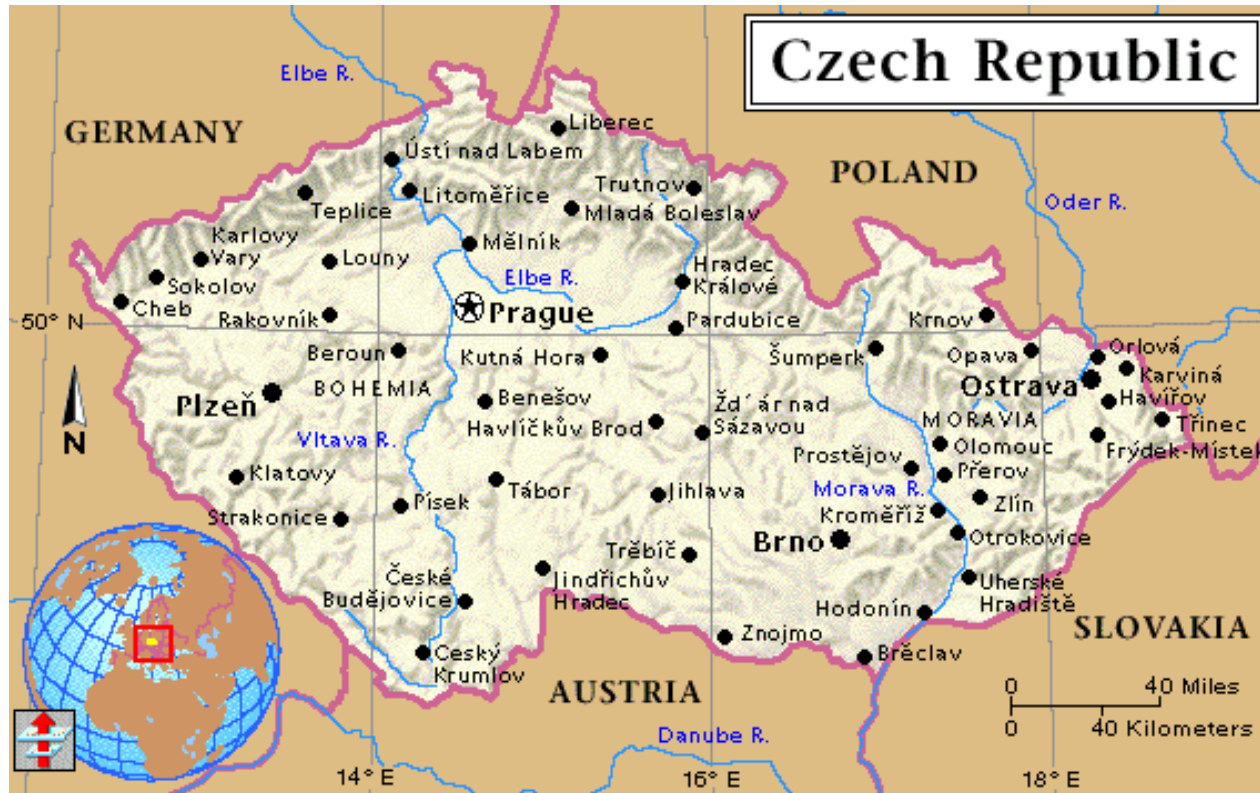 Czech Republic
Elbe R.
GERMANY
Liberec
Ústí nad Labem
POLAND
Trutnov
Litoměřice
Teplice
Mladá Boleslav
Oder R.
Karlovy
Vary
Louny
Mělník
Sokolov
Elbe R.
Hradec
Králové
Cheb
50° N
Rakovník
Prague
Pardubice
Krnov
Beroun
Kutná Hora
Šumperk
Opava
Orlová
BOHEMIA
Ostrava
Karviná
Plzeň
Benešov
Žďár nad
Sázavou
Havířov
N
Vltava R.
Havlíčkův Brod
MORAVIA
Třinec
Olomouc
Frýdek-Místek
Prostějov
Přerov
Klatovy
Tábor
Jihlava
Morava R.
Zlín
Písek
Strakonice
Kroměříž
Brno
Otrokovice
Třěbíč
České
Budějovice
Jindřichův
Hradec
Uherské
Hradiště
Hodonín
SLOVAKIA
Znojmo
Brěclav
Ceský
Krumlov
AUSTRIA
0 40 Miles
0 40 Kilometers
Danube R.
14° E
16° E
18° E